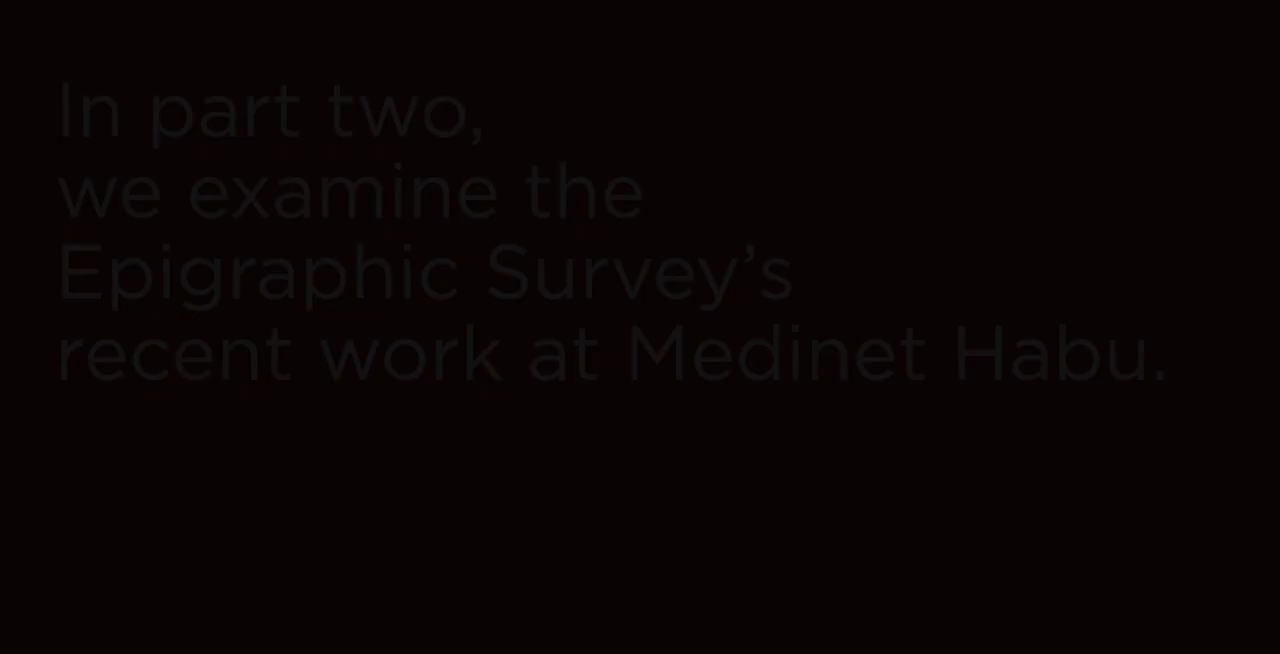 In part two,
we examine the
Epigraphic Survey’s
recent work at Medinet Habu.